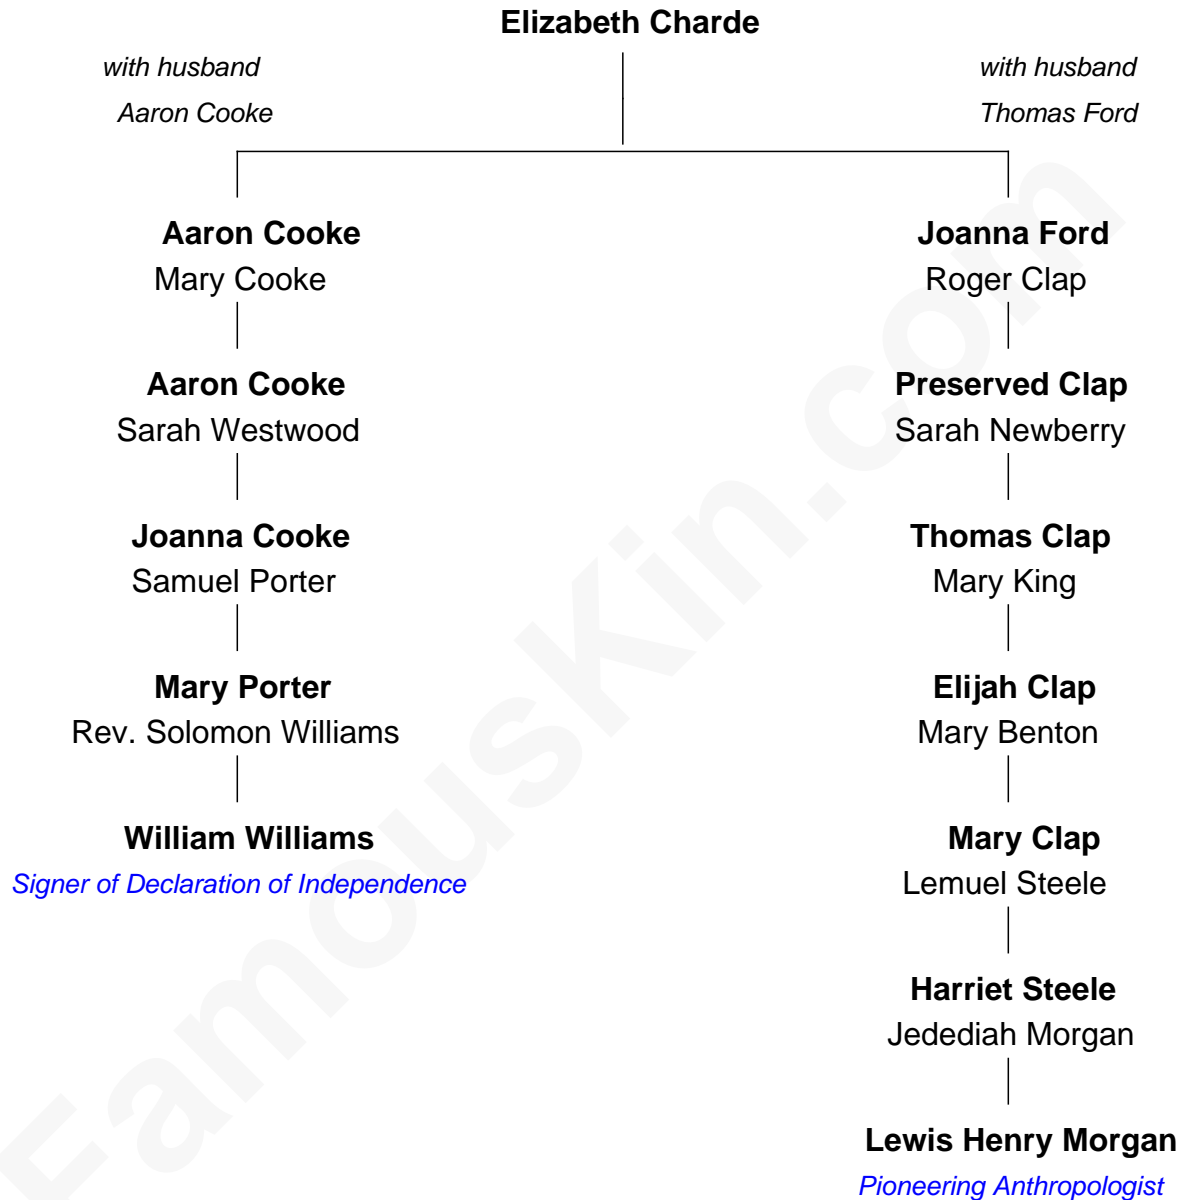 Elizabeth Charde
with husband
Aaron Cooke
with husband
Thomas Ford
Aaron Cooke
Mary Cooke
Joanna Ford
Roger Clap
Aaron Cooke
Sarah Westwood
Preserved Clap
Sarah Newberry
Joanna Cooke
Samuel Porter
Thomas Clap
Mary King
Mary Porter
Rev. Solomon Williams
Elijah Clap
Mary Benton
William Williams
Signer of Declaration of Independence
Mary Clap
Lemuel Steele
Harriet Steele
Jedediah Morgan
Lewis Henry Morgan
Pioneering Anthropologist
FamousKin.com